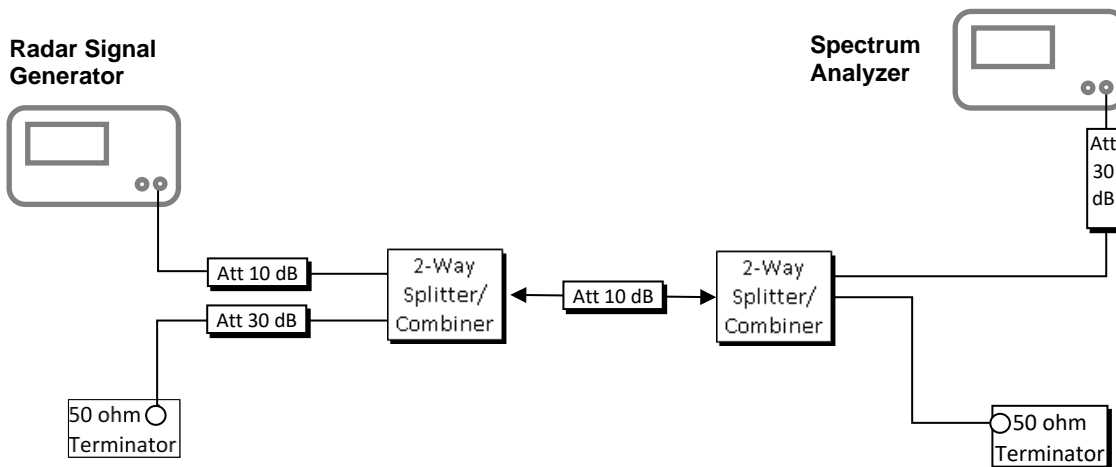 Radar Signal
Generator
Spectrum
Analyzer
Att
30
dB
Att 10 dB
Att 30 dB
2-Way
Splitter/
Combiner
Att 10 dB
2-Way
Splitter/
Combiner
50 ohm
Terminator
50 ohm
Terminator